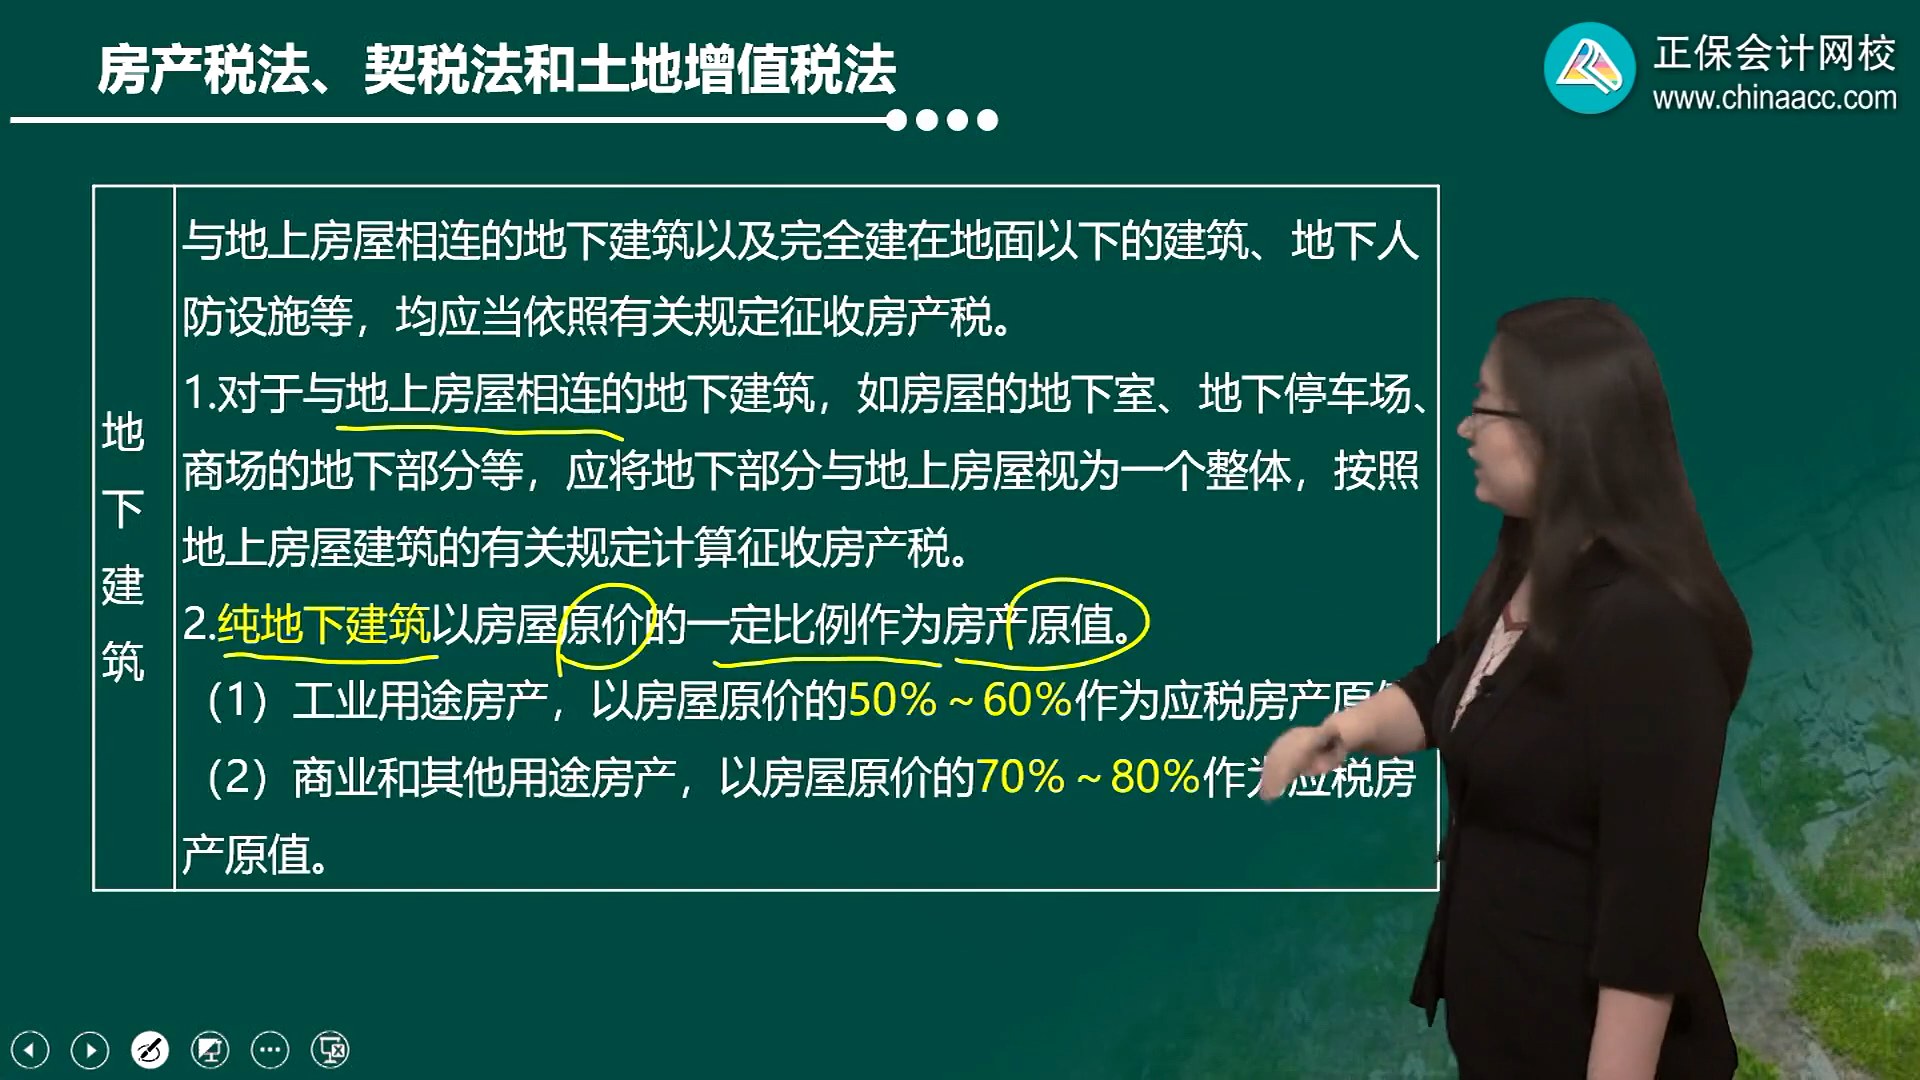 房产税法、契税法和土地增值税法
正保会计网校
www.chinaacc.com
地下建筑
与地上房屋相连的地下建筑以及完全建在地面以下的建筑、地下人
防设施等，均应当依照有关规定征收房产税。
1.对于与地上房屋相连的地下建筑，如房屋的地下室、地下停车场、
商场的地下部分等，应将地下部分与地上房屋视为一个整体，按照
地上房屋建筑的有关规定计算征收房产税。
2.纯地下建筑以房屋原价的一定比例作为房产原值。
（1）工业用途房产，以房屋原价的50%～60%作为应税房产原
（2）商业和其他用途房产，以房屋原价的70%～80%作为应税房
产原值。